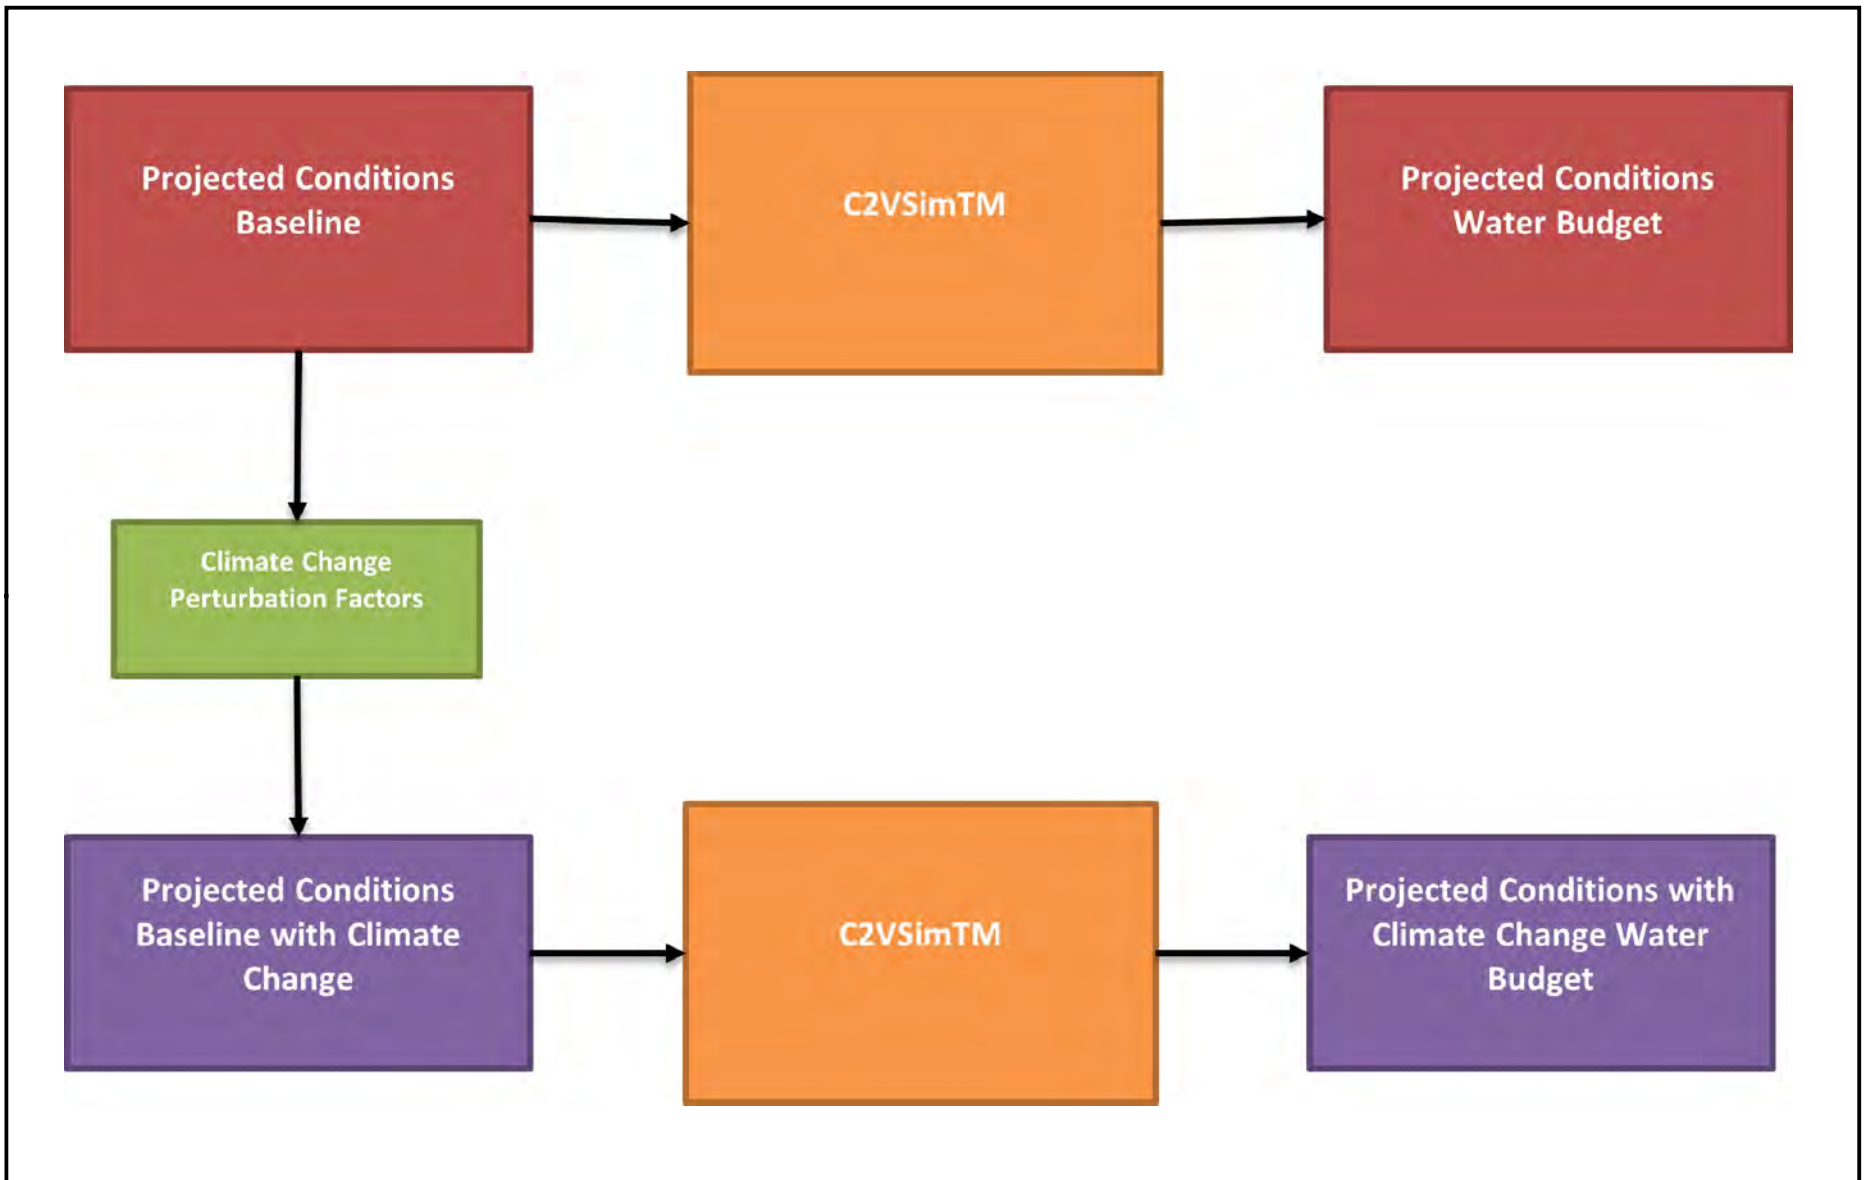 Projected Conditions
Baseline
C2VSimTM
Projected Conditions
Water Budget
Climate Change
Perturbation Factors
Projected Conditions
Baseline with Climate
Change
C2VSimTM
Projected Conditions with
Climate Change Water
Budget